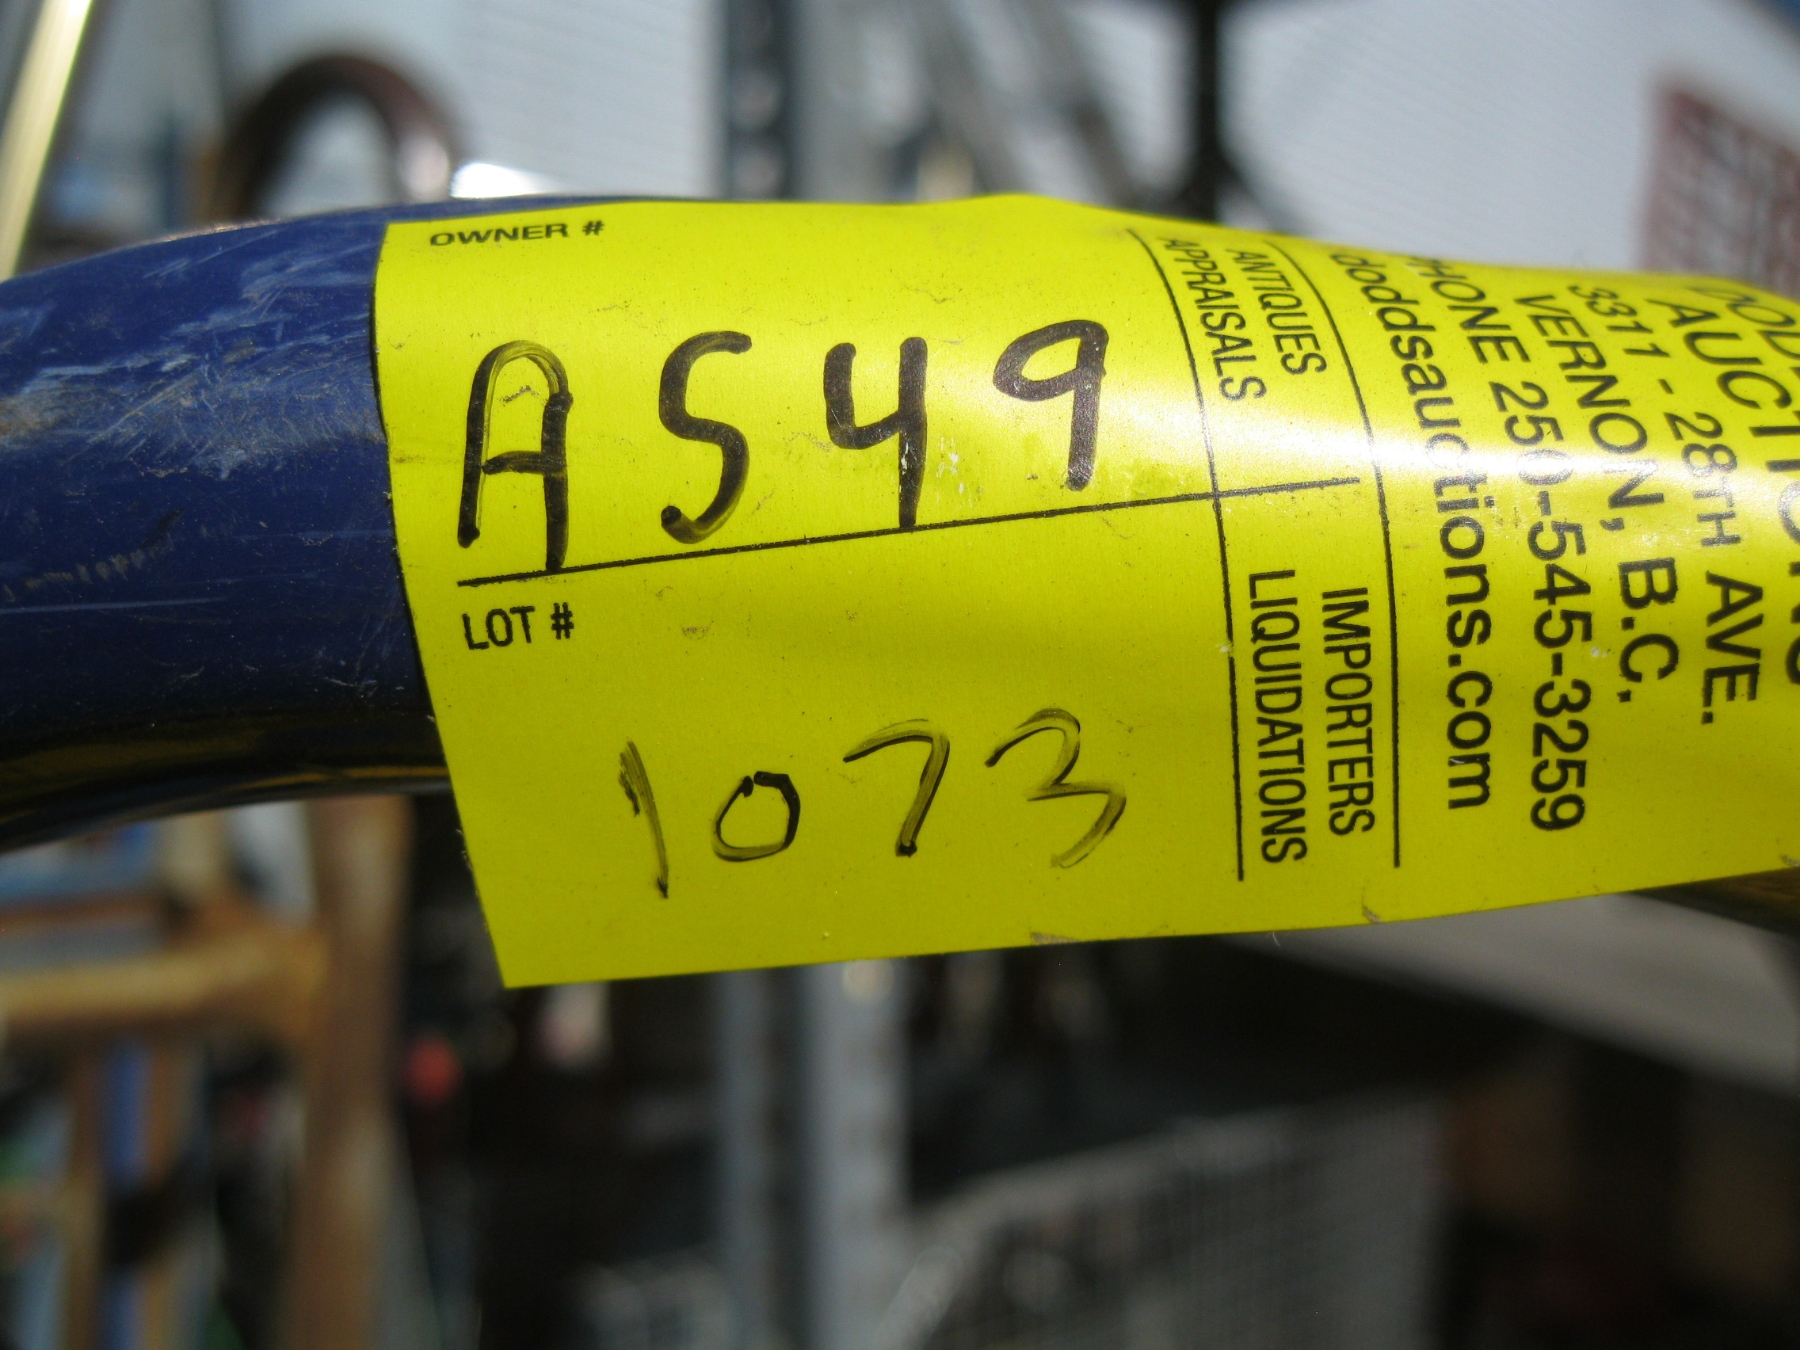 OWNER #
A549
LOT #
1073
ANTIQUES
APPRAISALS
IMPORTERS
LIQUIDATIONS
AUCTIONS
3311 - 28TH AVE.
VERNON, B.C.
PHONE 250-545-3259
doddsauctions.com